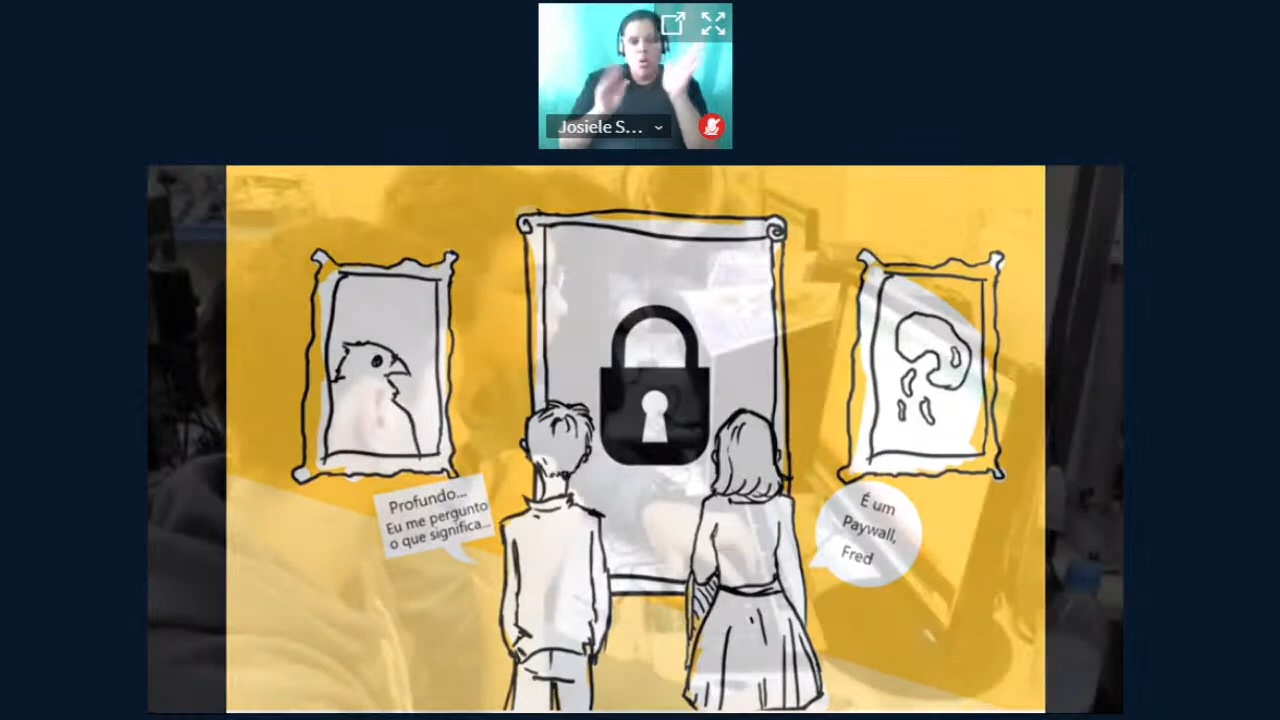 Josiele S...
Profundo...
Eu me pergunto
o que significa...
É um
Paywall,
Fred